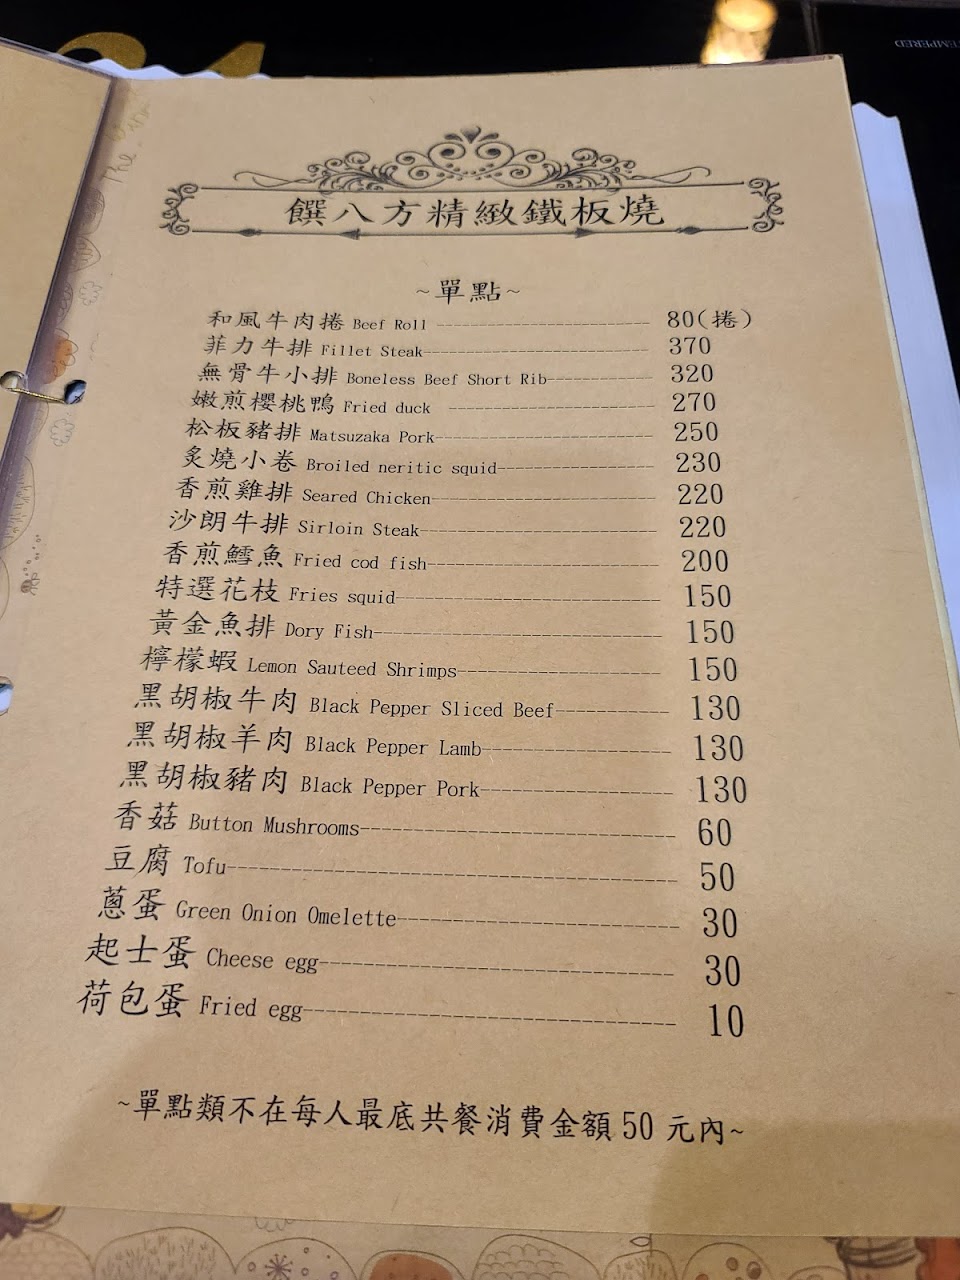 TEMPERED
The
饌八方精緻鐵板燒
~單點~
和風牛肉捲 Beef Roll 80(捲)
菲力牛排 Fillet Steak 370
無骨牛小排 Boneless Beef Short Rib 320
嫩煎櫻桃鴨 Fried duck 270
松板豬排 Matsuzaka Pork 250
炙燒小卷 Broiled neritic squid 230
香煎雞排 Seared Chicken 220
沙朗牛排 Sirloin Steak 220
香煎鱈魚 Fried cod fish 200
特選花枝 Fries squid 150
黃金魚排 Dory Fish 150
檸檬蝦 Lemon Sauteed Shrimps 150
黑胡椒牛肉 Black Pepper Sliced Beef 130
黑胡椒羊肉 Black Pepper Lamb 130
黑胡椒豬肉 Black Pepper Pork 130
香菇 Button Mushrooms 60
豆腐 Tofu 50
蔥蛋 Green Onion Omelette 30
起士蛋 Cheese egg 30
荷包蛋 Fried egg 10
~單點類不在每人最底共餐消費金額 50 元內~